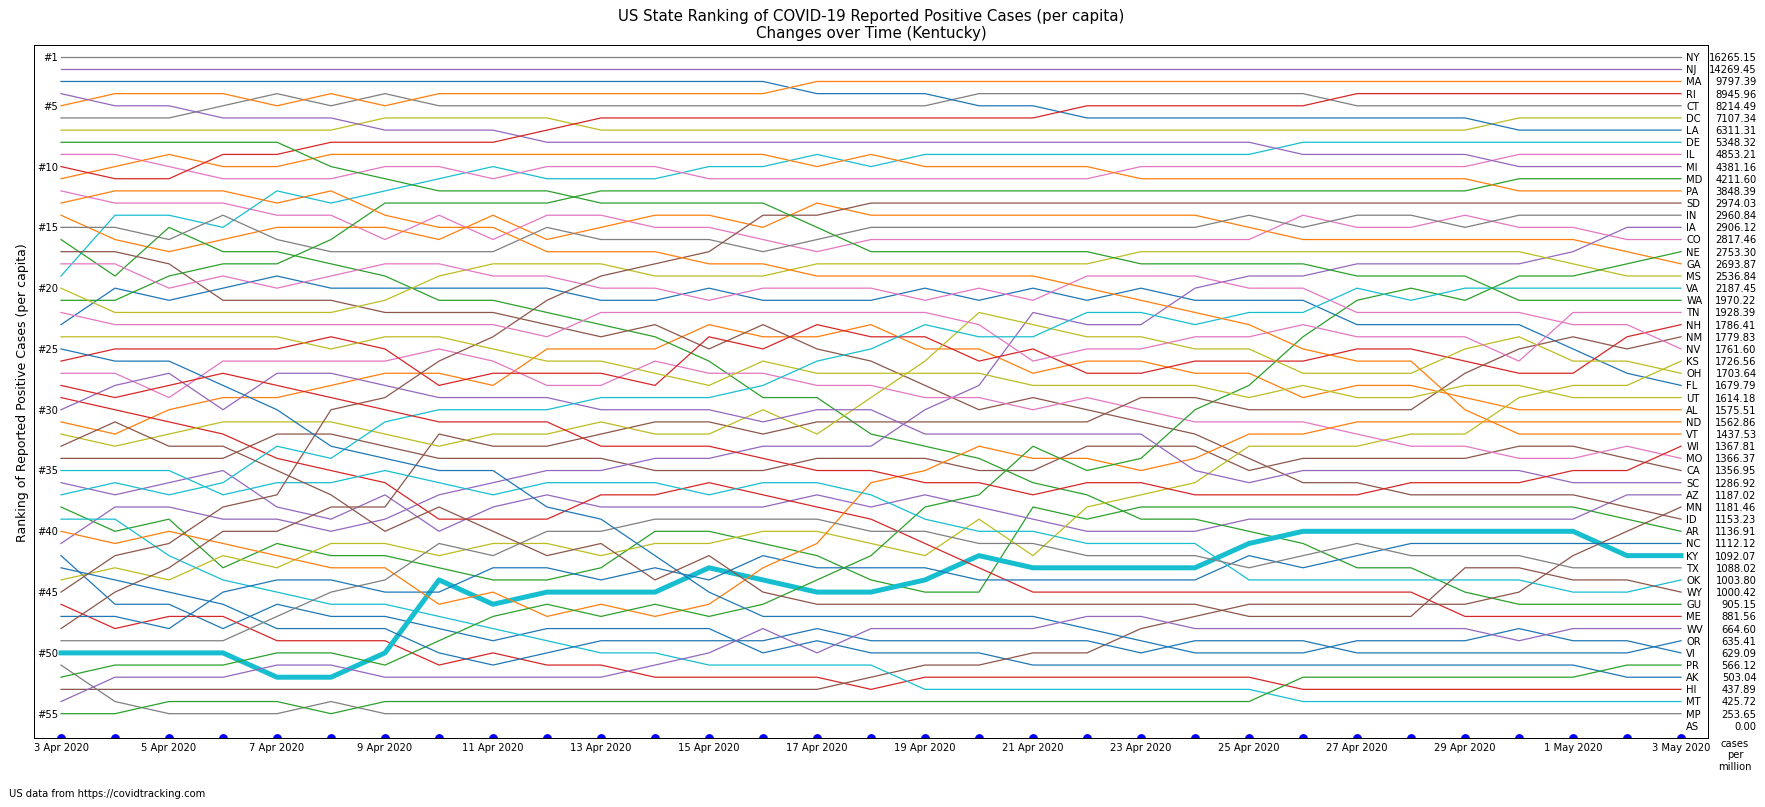 US State Ranking of COVID-19 Reported Positive Cases (per capita)
Changes over Time (Kentucky)
Ranking of Reported Positive Cases (per capita)
#1
#5
#10
#15
#20
#25
#30
#35
#40
#45
#50
#55
NY 16265.15
NJ 14269.45
MA 9797.39
RI 8945.96
CT 8214.49
DC 7107.34
LA 6311.31
DE 5348.32
IL 4853.21
MI 4381.16
MD 4211.60
PA 3848.39
SD 2974.03
IN 2960.84
IA 2906.12
CO 2817.46
NE 2753.30
GA 2693.87
MS 2536.84
VA 2187.45
WA 1970.22
TN 1928.39
NH 1786.41
NM 1779.83
NV 1761.60
KS 1726.56
OH 1703.64
FL 1679.79
UT 1614.18
AL 1575.51
ND 1562.86
VT 1437.53
WI 1367.81
MO 1366.37
CA 1356.95
SC 1286.92
AZ 1187.02
MN 1181.46
ID 1153.23
AR 1136.91
NC 1112.12
KY 1092.07
TX 1088.02
OK 1003.80
WY 1000.42
GU 905.15
ME 881.56
WV 664.60
OR 635.41
VI 629.09
PR 566.12
AK 503.04
HI 437.89
MT 425.72
MP 253.65
AS 0.00
3 Apr 2020 5 Apr 2020 7 Apr 2020 9 Apr 2020 11 Apr 2020 13 Apr 2020 15 Apr 2020 17 Apr 2020 19 Apr 2020 21 Apr 2020 23 Apr 2020 25 Apr 2020 27 Apr 2020 29 Apr 2020 1 May 2020 3 May 2020
cases
per
million
US data from https://covidtracking.com